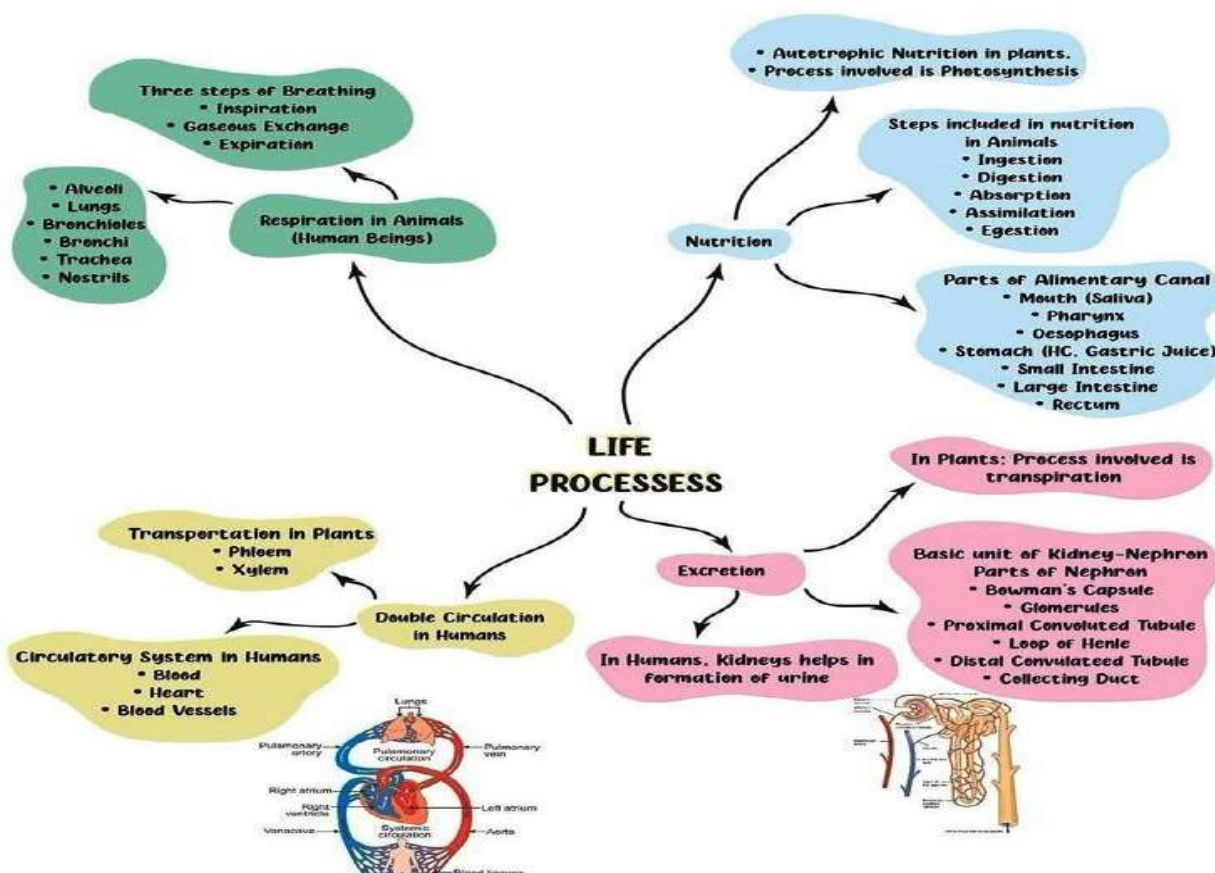 Three steps of Breathing
• Inspiration
• Gaseous Exchange
• Expiration
• Alveoli
• Lungs
• Bronchioles
• Bronchi
• Trachea
• Nostrils
Respiration in Animals
(Human Beings)
• Autotrophic Nutrition in plants.
• Process involved is Photosynthesis
Steps included in nutrition
in Animals
• Ingestion
• Digestion
• Absorption
• Assimilation
• Egestion
Nutrition
Parts of Alimentary Canal
• Mouth (Saliva)
• Pharynx
• Oesophagus
• Stomach (HC, Gastric Juice)
• Small Intestine
• Large Intestine
• Rectum
LIFE
PROCESSESS
Transportation in Plants
• Phloem
• Xylem
Double Circulation
in Humans
Circulatory System in Humans
• Blood
• Heart
• Blood Vessels
In Plants: Process involved is
transpiration
Excretion
Basic unit of Kidney-Nephron
Parts of Nephron
• Bowman's Capsule
• Glomerules
• Proximal Convoluted Tubule
• Loop of Henle
• Distal Convulateed Tubule
• Collecting Duct
In Humans, Kidneys helps in
formation of urine
Lungs
Pulmonary
artery
Pulmonary
circulation
Pulmonary
vein
Right atrium
Right
ventricle
Left atrium
Venacava
Systemic
circulation
Aorta